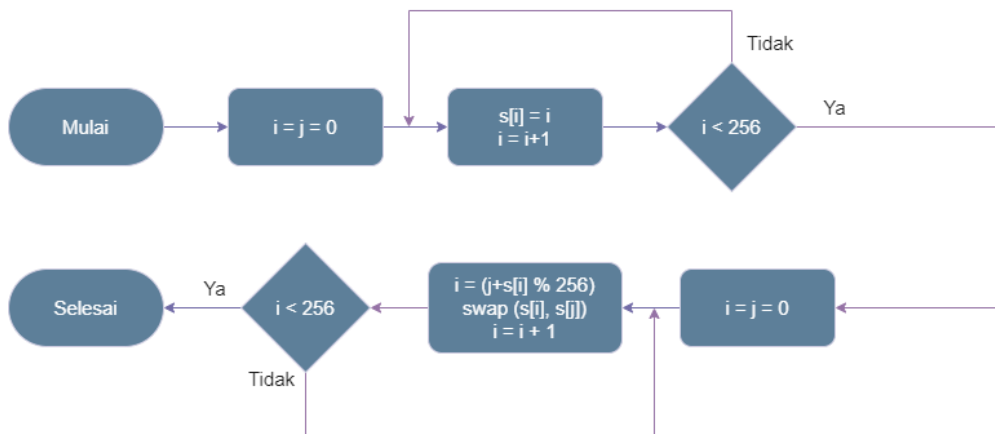 Tidak
Mulai
i = j = 0
s[i] = i
i = i+1
i < 256
Ya
Selesai
Ya
i < 256
Tidak
i = (j+s[i] % 256)
swap (s[i], s[j])
i = i + 1
i = j = 0